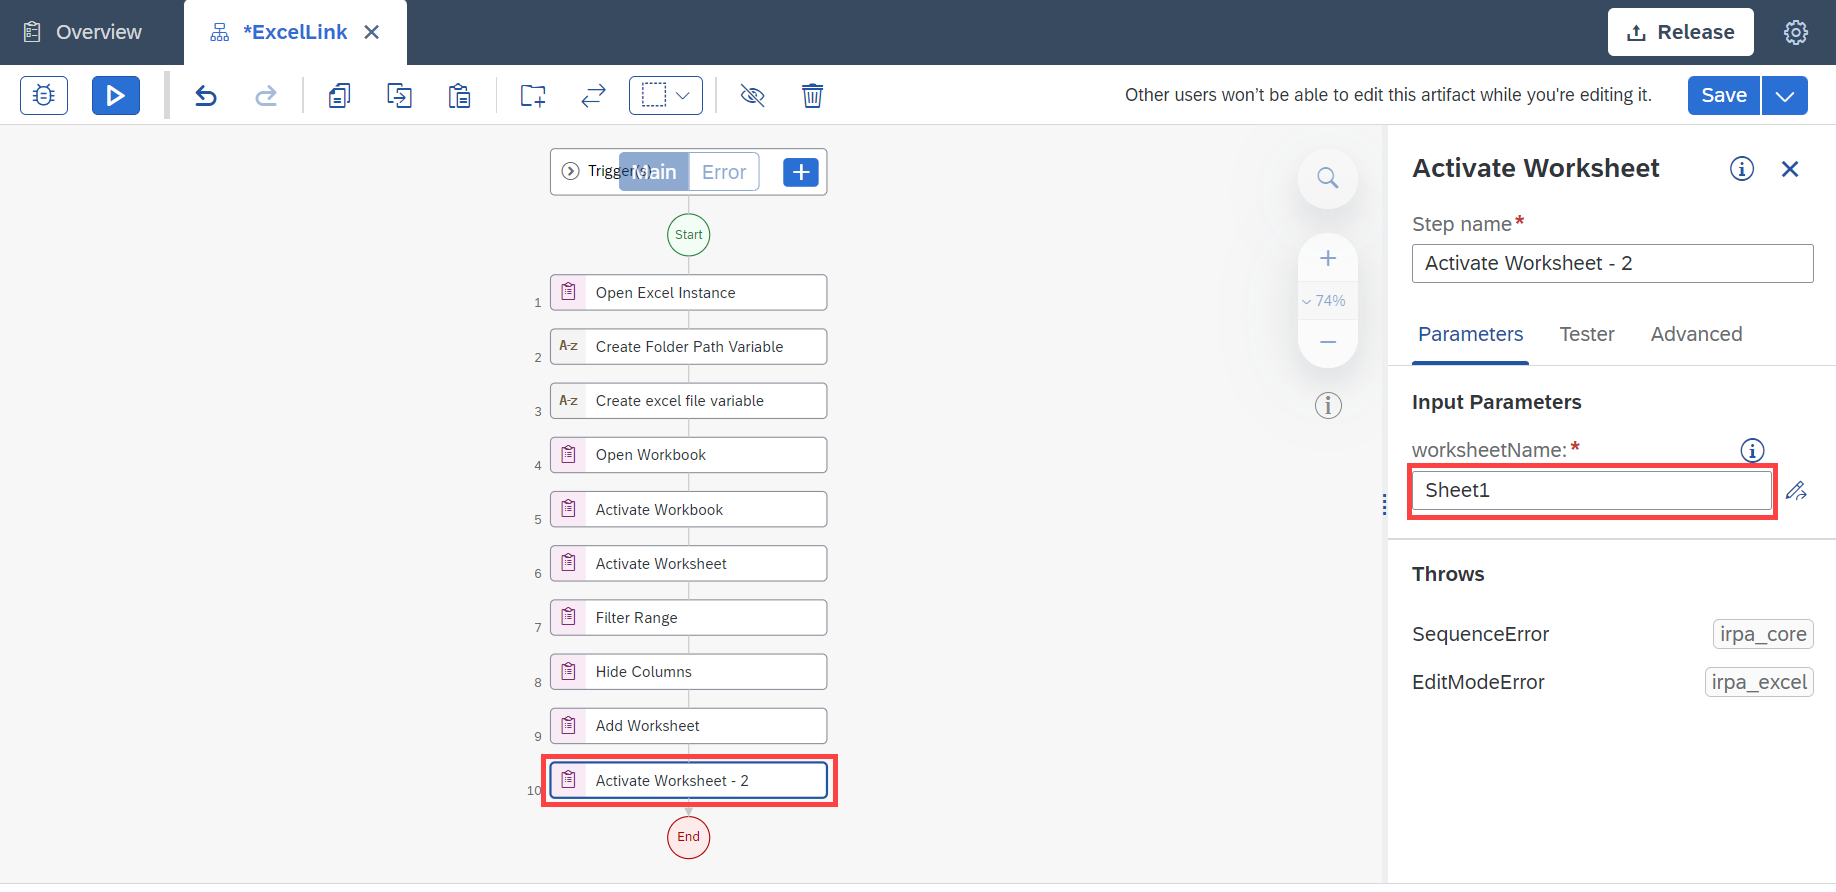 Overview
*ExcelLink
Release
Other users won't be able to edit this artifact while you're editing it.
Save
Trigger(s)
Main
Error
Start
1
Open Excel Instance
2
A-z
Create Folder Path Variable
3
A-z
Create excel file variable
4
Open Workbook
5
Activate Workbook
6
Activate Worksheet
7
Filter Range
8
Hide Columns
9
Add Worksheet
10
Activate Worksheet - 2
End
74%
Activate Worksheet
Step name*
Activate Worksheet - 2
Parameters
Tester
Advanced
Input Parameters
worksheetName:*
Sheet1
Throws
SequenceError
irpa_core
EditModeError
irpa_excel